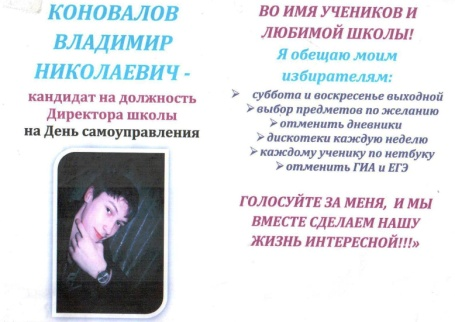 КОНОВАЛОВ
ВЛАДИМИР
НИКОЛАЕВИЧ -
кандидат на должность
Директора школы
на День самоуправления
ВО ИМЯ УЧЕНИКОВ И
ЛЮБИМОЙ ШКОЛЫ!
Я обещаю моим
избирателям:
➢ суббота и воскресенье выходной
➢ выбор предметов по желанию
➢ отменить дневники
➢ дискотеки каждую неделю
➢ каждому ученику по нетбуку
➢ отменить ГИА и ЕГЭ
ГОЛОСУЙТЕ ЗА МЕНЯ, И МЫ
ВМЕСТЕ СДЕЛАЕМ НАШУ
ЖИЗНЬ ИНТЕРЕСНОЙ!!!»